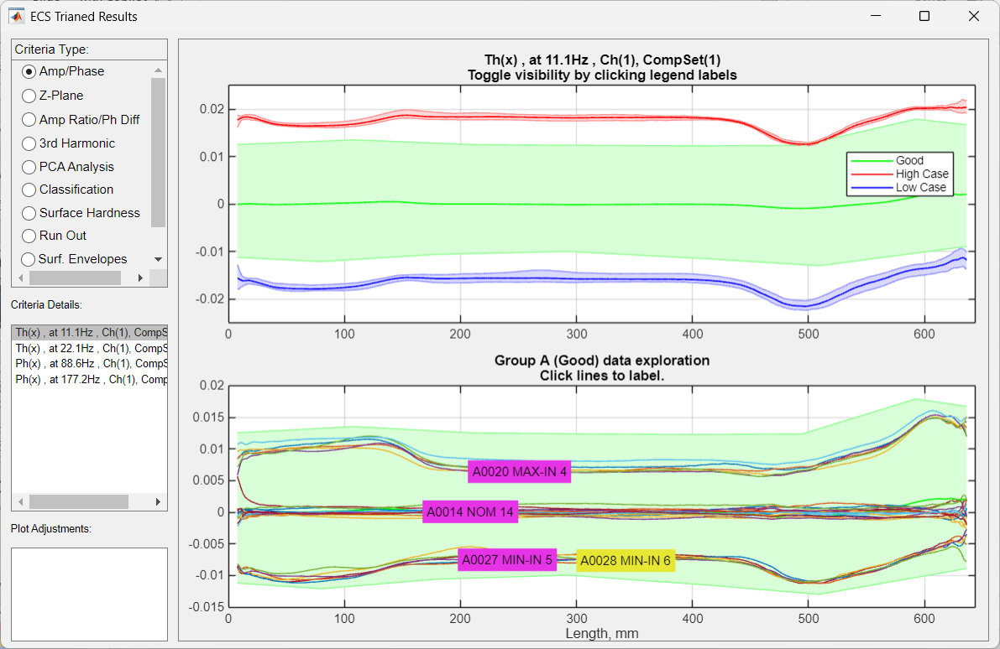 ECS Trianed Results
Criteria Type:
Amp/Phase
Z-Plane
Amp Ratio/Ph Diff
3rd Harmonic
PCA Analysis
Classification
Surface Hardness
Run Out
Surf. Envelopes
Criteria Details:
Th(x) , at 11.1Hz , Ch(1), CompS
Th(x) , at 22.1Hz , Ch(1), CompS
Ph(x) , at 88.6Hz , Ch(1), CompS
Ph(x) , at 177.2Hz , Ch(1), Comp
Plot Adjustments:
Th(x) , at 11.1Hz , Ch(1), CompSet(1)
Toggle visibility by clicking legend labels
0.02
0.01
0
-0.01
-0.02
0 100 200 300 400 500 600
Good
High Case
Low Case
Group A (Good) data exploration
Click lines to label.
0.02
0.015
0.01
0.005
0
-0.005
-0.01
-0.015
A0020 MAX-IN 4
A0014 NOM 14
A0027 MIN-IN 5
A0028 MIN-IN 6
0 100 200 300 400 500 600
Length, mm